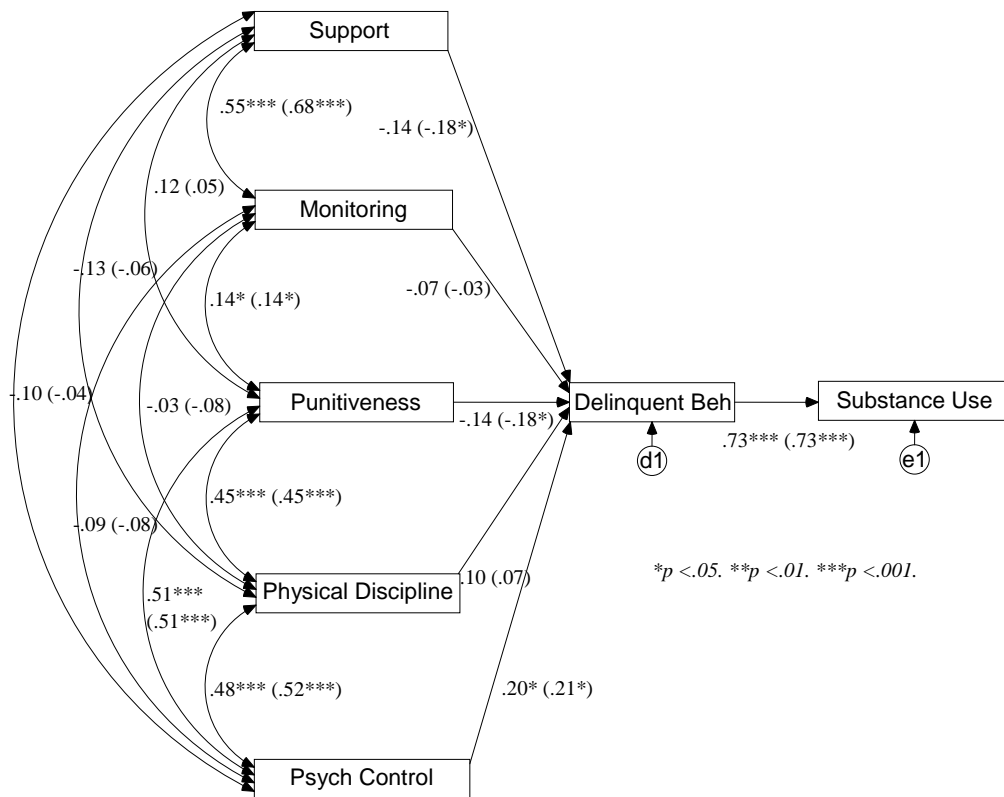 Support
.55*** (.68***)
-.14 (-.18*)
.12 (.05)
Monitoring
-.13 (-.06)
.14* (.14*)
-.07 (-.03)
-.10 (-.04)
-.03 (-.08)
Punitiveness
-.14 (-.18*)
Delinquent Beh
.73*** (.73***)
Substance Use
d1
e1
.45*** (.45***)
-.09 (-.08)
.51***
(.51***)
Physical Discipline
.10 (.07)
*p <.05. **p <.01. ***p <.001.
.48*** (.52***)
.20* (.21*)
Psych Control